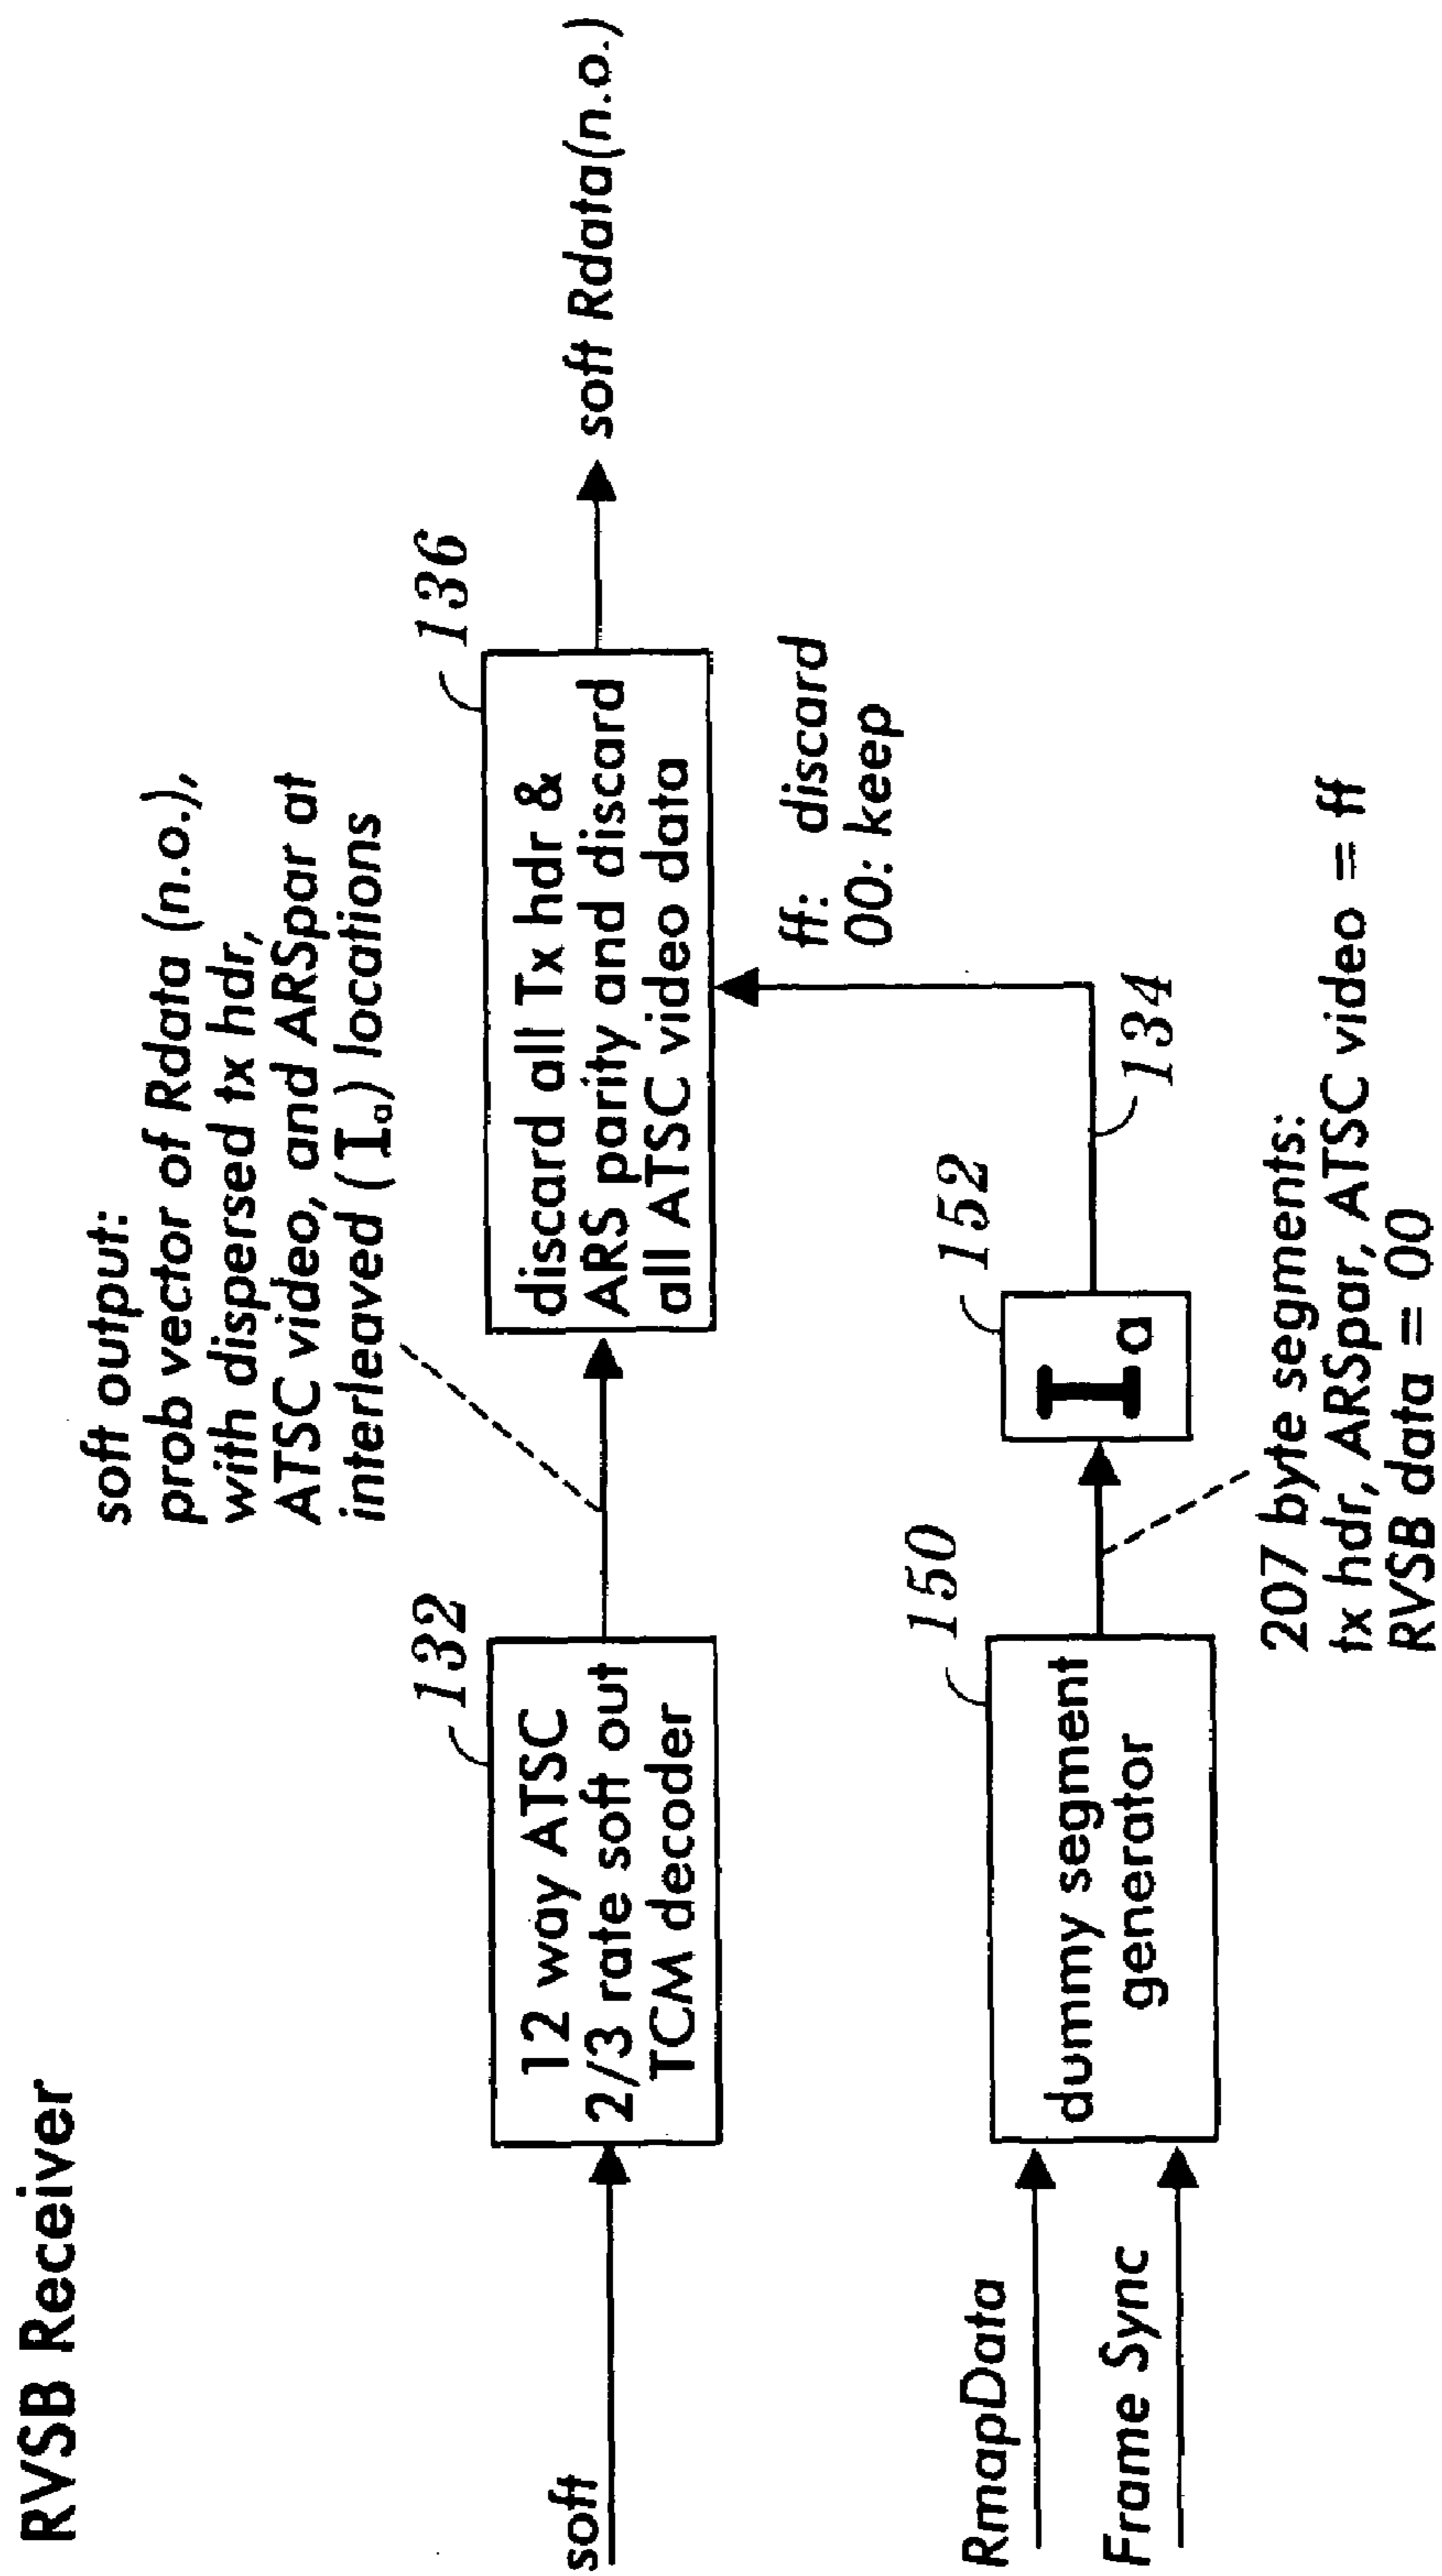 RVSB Receiver
soft output:
prob vector of Rdata (n.o.),
with dispersed tx hdr,
ATSC video, and ARSpar at
interleaved (Ia) locations
soft
132
12 way ATSC
2/3 rate soft out
TCM decoder
136
discard all Tx hdr &
ARS parity and discard
all ATSC video data
soft Rdata(n.o.)
ff: discard
00: keep
RmapData
Frame Sync
150
dummy segment
generator
152
Ia
134
207 byte segments:
tx hdr, ARSpar, ATSC video = ff
RVSB data = 00